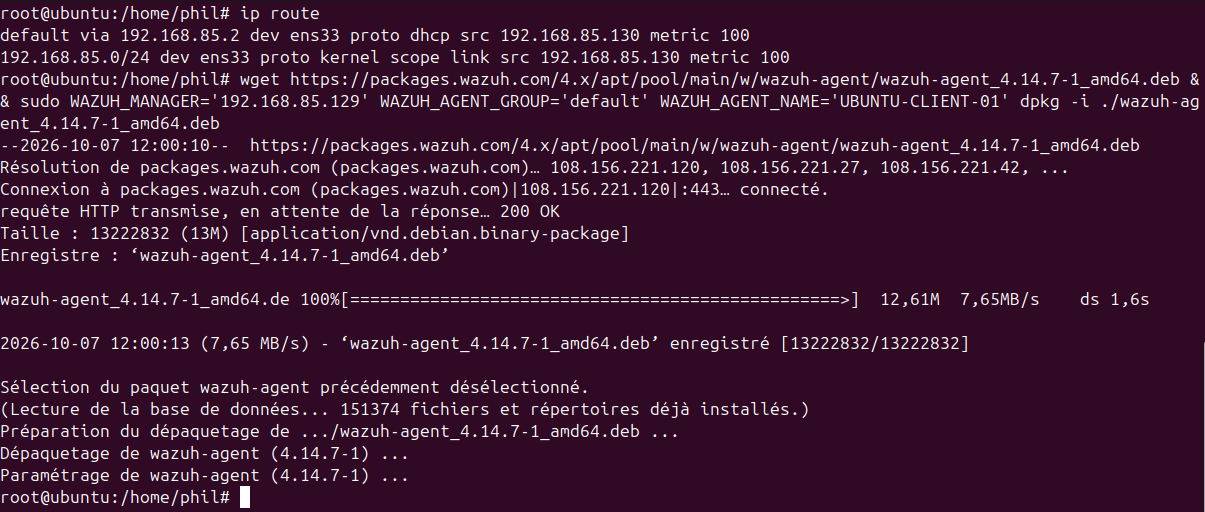 root@ubuntu:/home/phil# ip route
default via 192.168.85.2 dev ens33 proto dhcp src 192.168.85.130 metric 100
192.168.85.0/24 dev ens33 proto kernel scope link src 192.168.85.130 metric 100
root@ubuntu:/home/phil# wget https://packages.wazuh.com/4.x/apt/pool/main/w/wazuh-agent/wazuh-agent_4.14.7-1_amd64.deb &
& sudo WAZUH_MANAGER='192.168.85.129' WAZUH_AGENT_GROUP='default' WAZUH_AGENT_NAME='UBUNTU-CLIENT-01' dpkg -i ./wazuh-ag
ent_4.14.7-1_amd64.deb
--2026-10-07 12:00:10--  https://packages.wazuh.com/4.x/apt/pool/main/w/wazuh-agent/wazuh-agent_4.14.7-1_amd64.deb
Résolution de packages.wazuh.com (packages.wazuh.com)… 108.156.221.120, 108.156.221.27, 108.156.221.42, ...
Connexion à packages.wazuh.com (packages.wazuh.com)|108.156.221.120|:443… connecté.
requête HTTP transmise, en attente de la réponse… 200 OK
Taille : 13222832 (13M) [application/vnd.debian.binary-package]
Enregistre : ‘wazuh-agent_4.14.7-1_amd64.deb’
wazuh-agent_4.14.7-1_amd64.de 100%[=================================================>]  12,61M  7,65MB/s    ds 1,6s
2026-10-07 12:00:13 (7,65 MB/s) - ‘wazuh-agent_4.14.7-1_amd64.deb’ enregistré [13222832/13222832]
Sélection du paquet wazuh-agent précédemment désélectionné.
(Lecture de la base de données... 151374 fichiers et répertoires déjà installés.)
Préparation du dépaquetage de .../wazuh-agent_4.14.7-1_amd64.deb ...
Dépaquetage de wazuh-agent (4.14.7-1) ...
Paramétrage de wazuh-agent (4.14.7-1) ...
root@ubuntu:/home/phil#